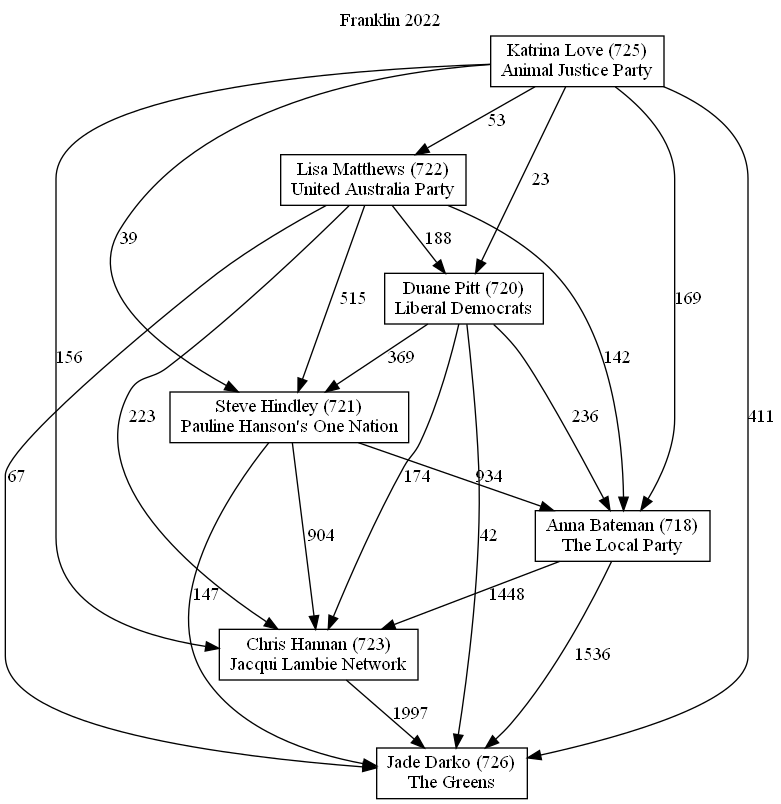 Franklin 2022
Katrina Love (725)
Animal Justice Party
53
Lisa Matthews (722)
United Australia Party
23
39
188
Duane Pitt (720)
Liberal Democrats
515
169
156
369
142
Steve Hindley (721)
Pauline Hanson's One Nation
223
236
411
67
174
934
Anna Bateman (718)
The Local Party
904
42
147
1448
Chris Hannan (723)
Jacqui Lambie Network
1536
1997
Jade Darko (726)
The Greens